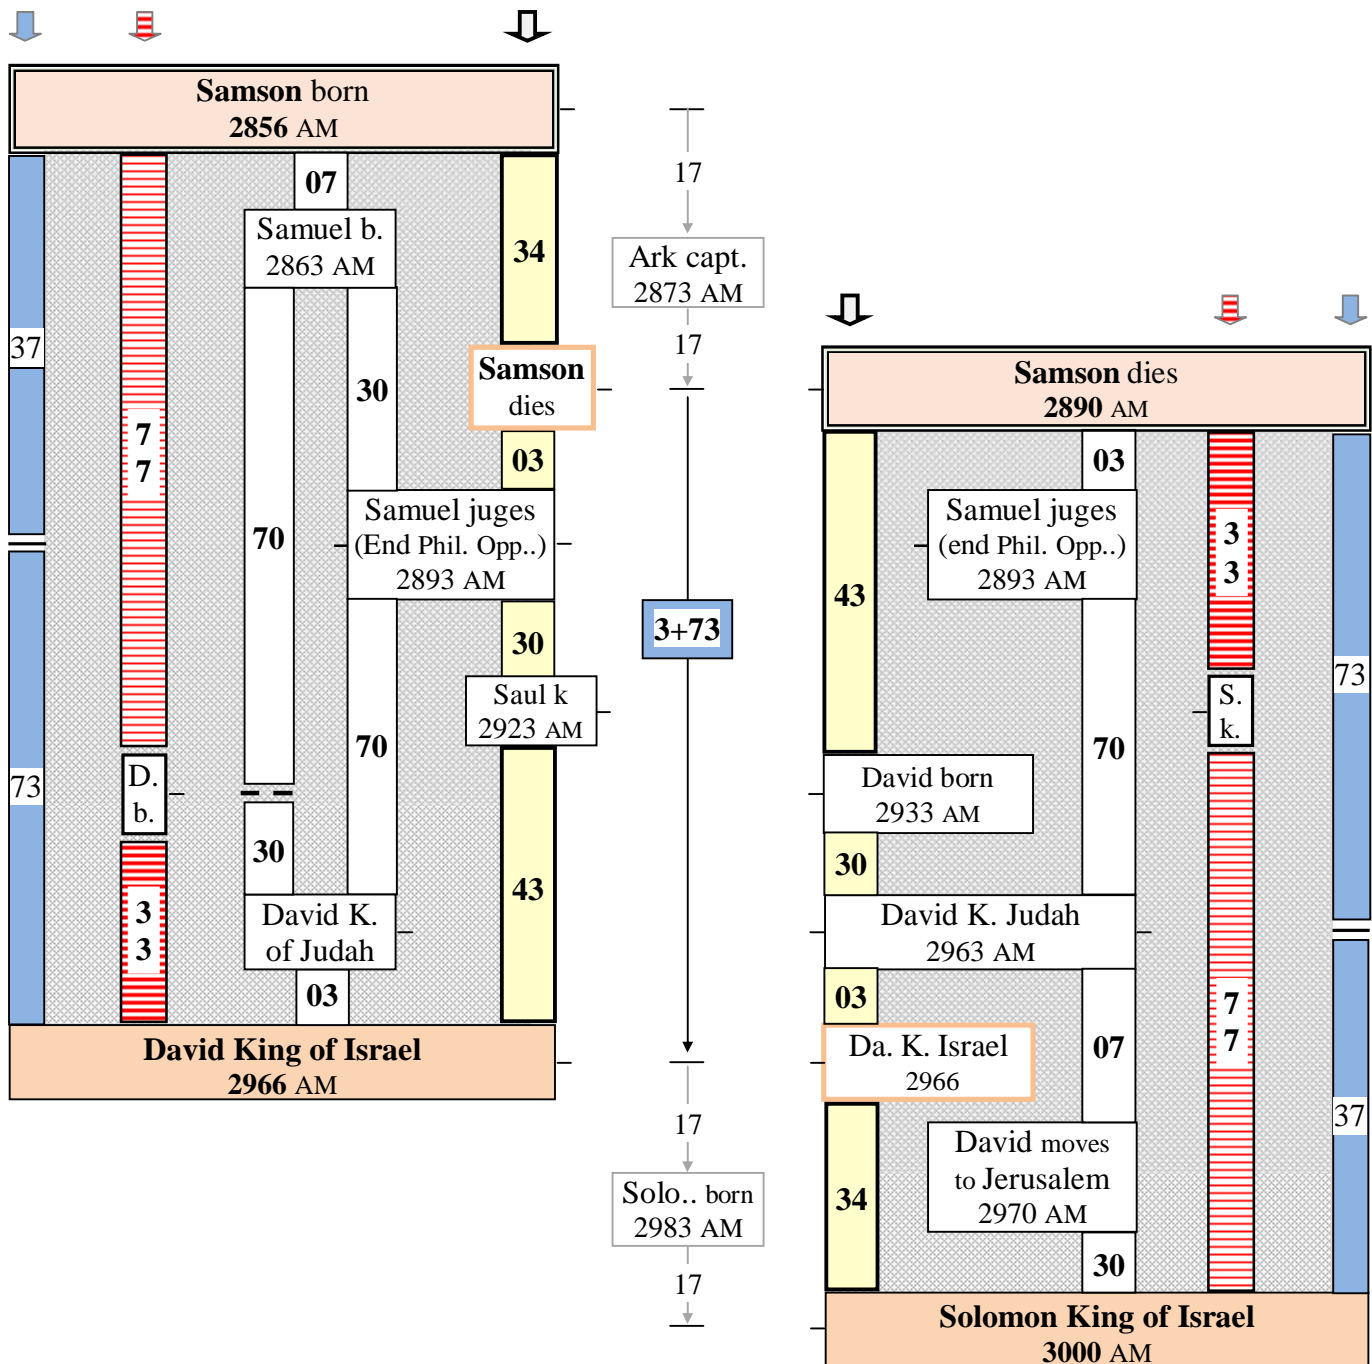 Samson born
2856 AM
07
Samuel b.
2863 AM
34
37
30
7
7
Samson
dies
03
70
Samuel juges
(End Phil. Opp..)
2893 AM
30
Saul k
2923 AM
70
73
D.
b.
30
43
3
3
David K.
of Judah
03
David King of Israel
2966 AM
17
Ark capt.
2873 AM
17
3+73
17
Solo.. born
2983 AM
17
Samson dies
2890 AM
03
43
Samuel juges
(end Phil. Opp..)
2893 AM
3
3
73
S.
k.
70
David born
2933 AM
30
David K. Judah
2963 AM
03
07
7
7
Da. K. Israel
2966
37
34
David moves
to Jerusalem
2970 AM
30
Solomon King of Israel
3000 AM